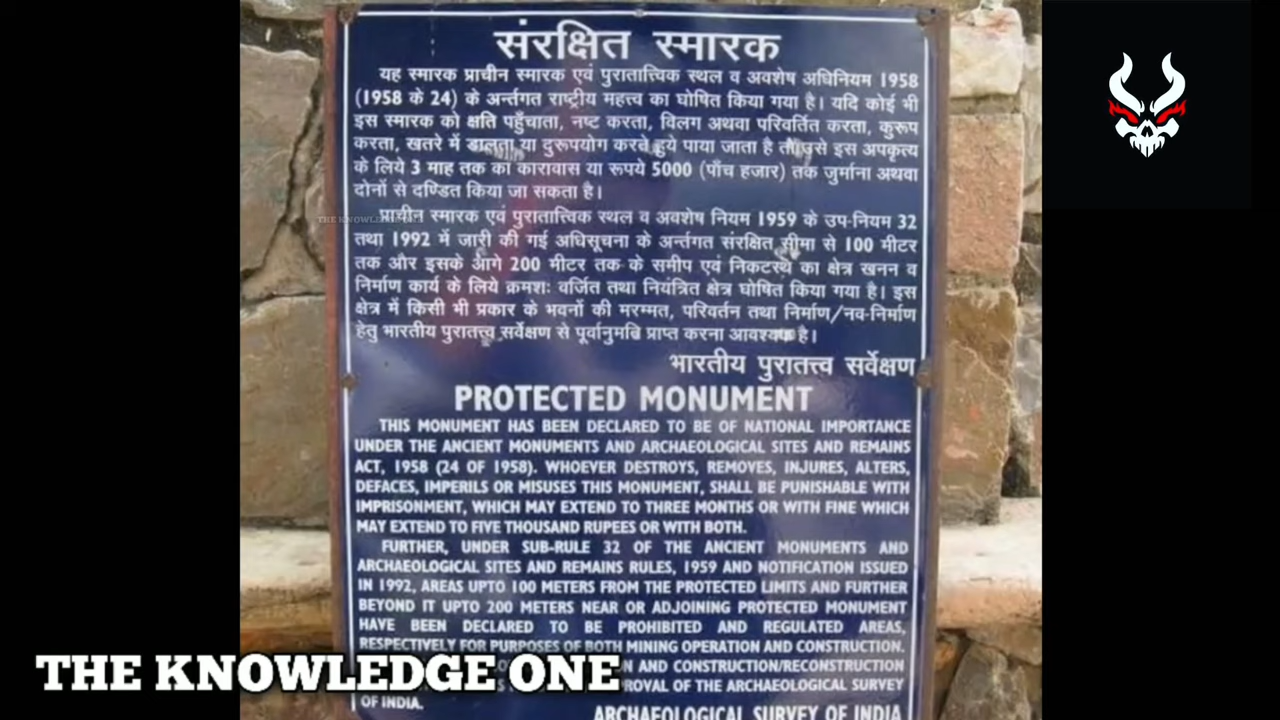 संरक्षित स्मारक
यह स्मारक प्राचीन स्मारक एवं पुरातात्त्विक स्थल व अवशेष अधिनियम 1958
(1958 के 24) के अर्न्तगत राष्ट्रीय महत्त्व का घोषित किया गया है। यदि कोई भी
इस स्मारक को क्षति पहुँचाता, नष्ट करता, विलग अथवा परिवर्तित करता, कुरूप
करता, खतरे में डालता या दुरूपयोग करते हुये पाया जाता है तो उसे इस अपकृत्य
के लिये 3 माह तक का कारावास या रूपये 5000 (पाँच हजार) तक जुर्माना अथवा
दोनों से दण्डित किया जा सकता है।
प्राचीन स्मारक एवं पुरातात्त्विक स्थल व अवशेष नियम 1959 के उप-नियम 32
तथा 1992 में जारी की गई अधिसूचना के अर्न्तगत संरक्षित सीमा से 100 मीटर
तक और इसके आगे 200 मीटर तक के समीप एवं निकटस्थ का क्षेत्र खनन व
निर्माण कार्य के लिये क्रमशः वर्जित तथा नियंत्रित क्षेत्र घोषित किया गया है। इस
क्षेत्र में किसी भी प्रकार के भवनों की मरम्मत, परिवर्तन तथा निर्माण/नव-निर्माण
हेतु भारतीय पुरातत्त्व सर्वेक्षण से पूर्वानुमति प्राप्त करना आवश्यक है।
भारतीय पुरातत्त्व सर्वेक्षण
PROTECTED MONUMENT
THIS MONUMENT HAS BEEN DECLARED TO BE OF NATIONAL IMPORTANCE
UNDER THE ANCIENT MONUMENTS AND ARCHAEOLOGICAL SITES AND REMAINS
ACT, 1958 (24 OF 1958). WHOEVER DESTROYS, REMOVES, INJURES, ALTERS,
DEFACES, IMPERILS OR MISUSES THIS MONUMENT, SHALL BE PUNISHABLE WITH
IMPRISONMENT, WHICH MAY EXTEND TO THREE MONTHS OR WITH FINE WHICH
MAY EXTEND TO FIVE THOUSAND RUPEES OR WITH BOTH.
FURTHER, UNDER SUB-RULE 32 OF THE ANCIENT MONUMENTS AND
ARCHAEOLOGICAL SITES AND REMAINS RULES, 1959 AND NOTIFICATION ISSUED
IN 1992, AREAS UPTO 100 METERS FROM THE PROTECTED LIMITS AND FURTHER
BEYOND IT UPTO 200 METERS NEAR OR ADJOINING PROTECTED MONUMENT
HAVE BEEN DECLARED TO BE PROHIBITED AND REGULATED AREAS,
RESPECTIVELY FOR PURPOSES OF BOTH MINING OPERATION AND CONSTRUCTION.
AND CONSTRUCTION/RECONSTRUCTION
OF THE ARCHAEOLOGICAL SURVEY
OF INDIA.
ARCHAEOLOGICAL SURVEY OF INDIA
THE KNOWLEDGE ONE